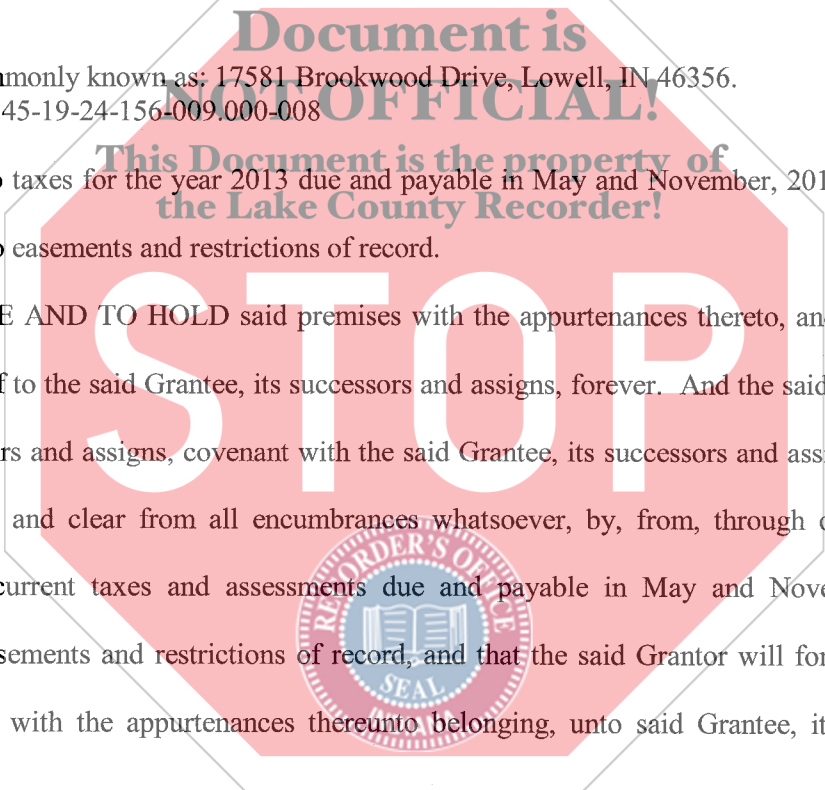 Document is
mmonly known as: 17581 Brookwood Drive, Lowell, IN 46356.
NOT OFFICIAL!
45-19-24-156-009.000-008
This Document is the property of
taxes for the year 2013 due and payable in May and November, 201
the Lake County Recorder!
easements and restrictions of record.
E AND TO HOLD said premises with the appurtenances thereto, an
STOP
f to the said Grantee, its successors and assigns, forever. And the said
rs and assigns, covenant with the said Grantee, its successors and ass
and clear from all encumbrances whatsoever, by, from, through
RECORDER'S OFFICE
current taxes and assessments due and payable in May and Nove
sements and restrictions of record, and that the said Grantor will for
SEAL
INDIANA
with the appurtenances thereunto belonging, unto said Grantee, it